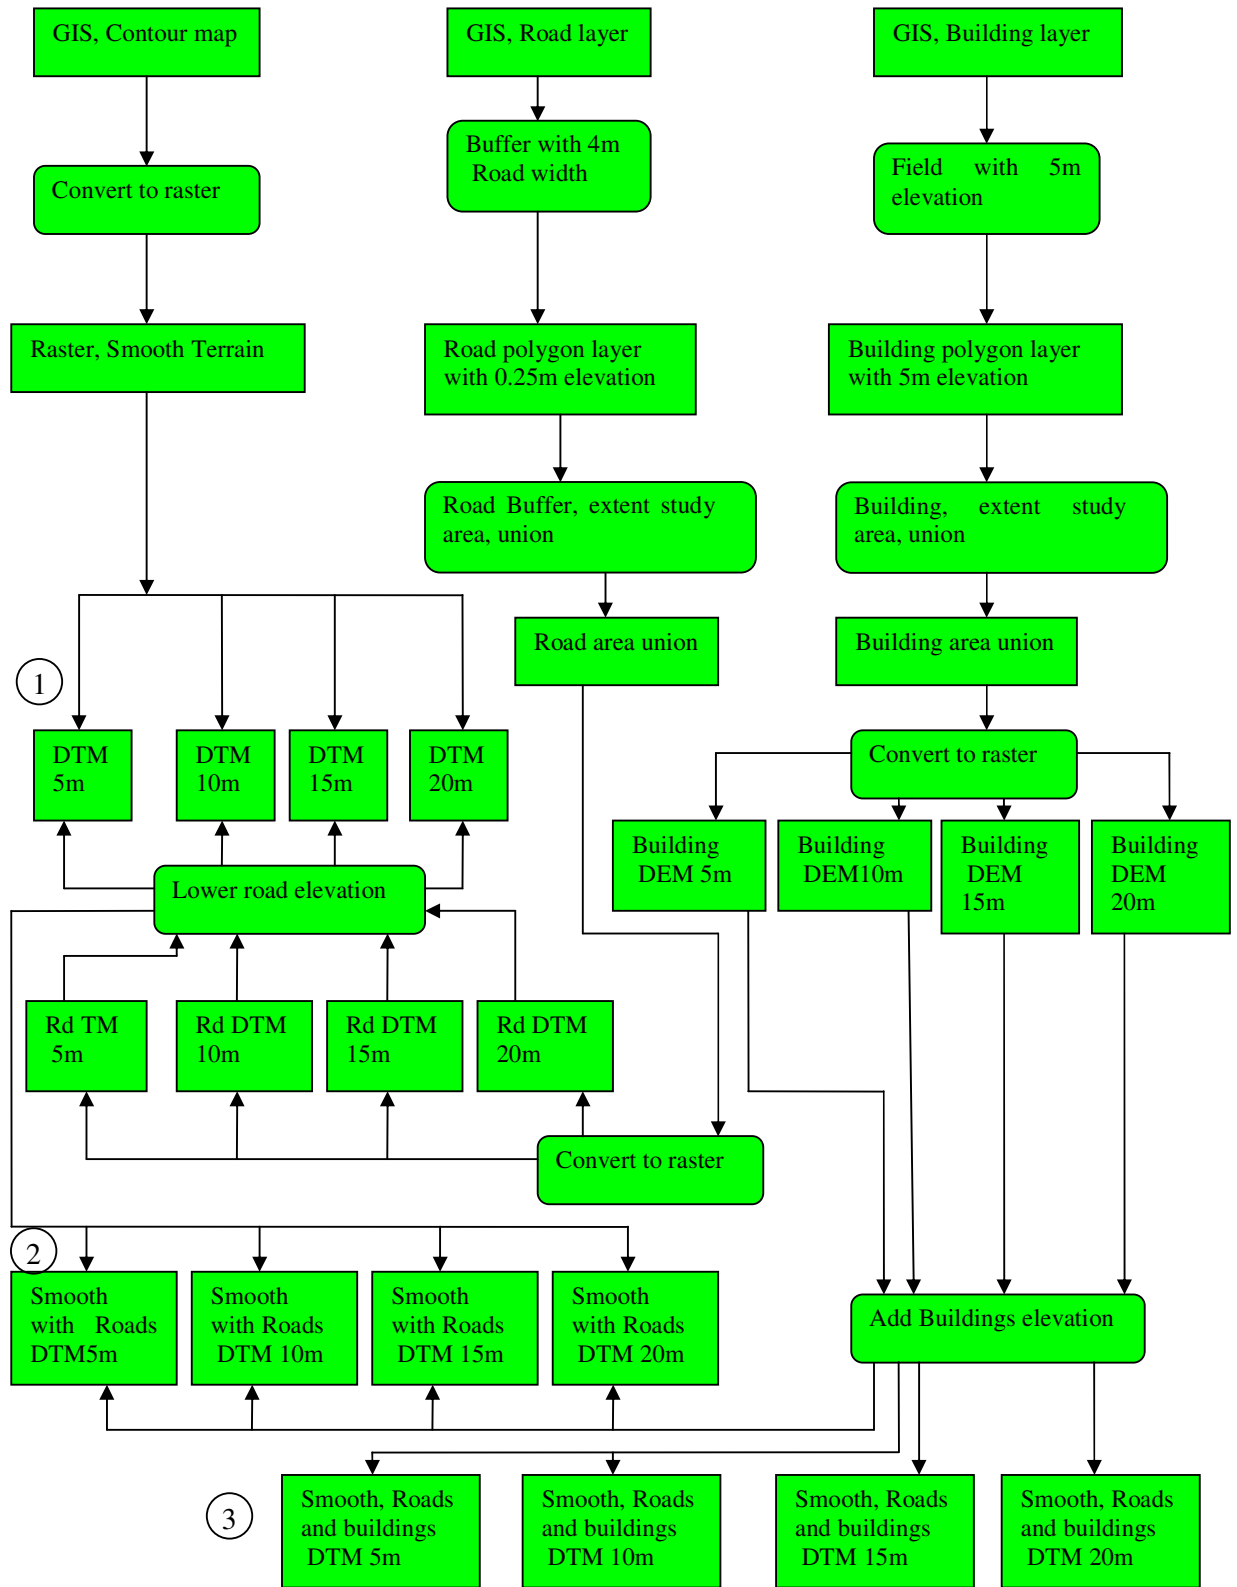 GIS, Contour map
GIS, Road layer
GIS, Building layer
Buffer with 4m
Road width
Convert to raster
Field with 5m
elevation
Raster, Smooth Terrain
Road polygon layer
with 0.25m elevation
Building polygon layer
with 5m elevation
Road Buffer, extent study
area, union
Building, extent study
area, union
Road area union
Building area union
1
DTM
5m
DTM
10m
DTM
15m
DTM
20m
Convert to raster
Building
DEM 5m
Building
DEM10m
Building
DEM
15m
Building
DEM
20m
Lower road elevation
Rd TM
5m
Rd DTM
10m
Rd DTM
15m
Rd DTM
20m
Convert to raster
2
Smooth
with Roads
DTM5m
Smooth
with Roads
DTM 10m
Smooth
with Roads
DTM 15m
Smooth
with Roads
DTM 20m
Add Buildings elevation
3
Smooth, Roads
and buildings
DTM 5m
Smooth, Roads
and buildings
DTM 10m
Smooth, Roads
and buildings
DTM 15m
Smooth, Roads
and buildings
DTM 20m